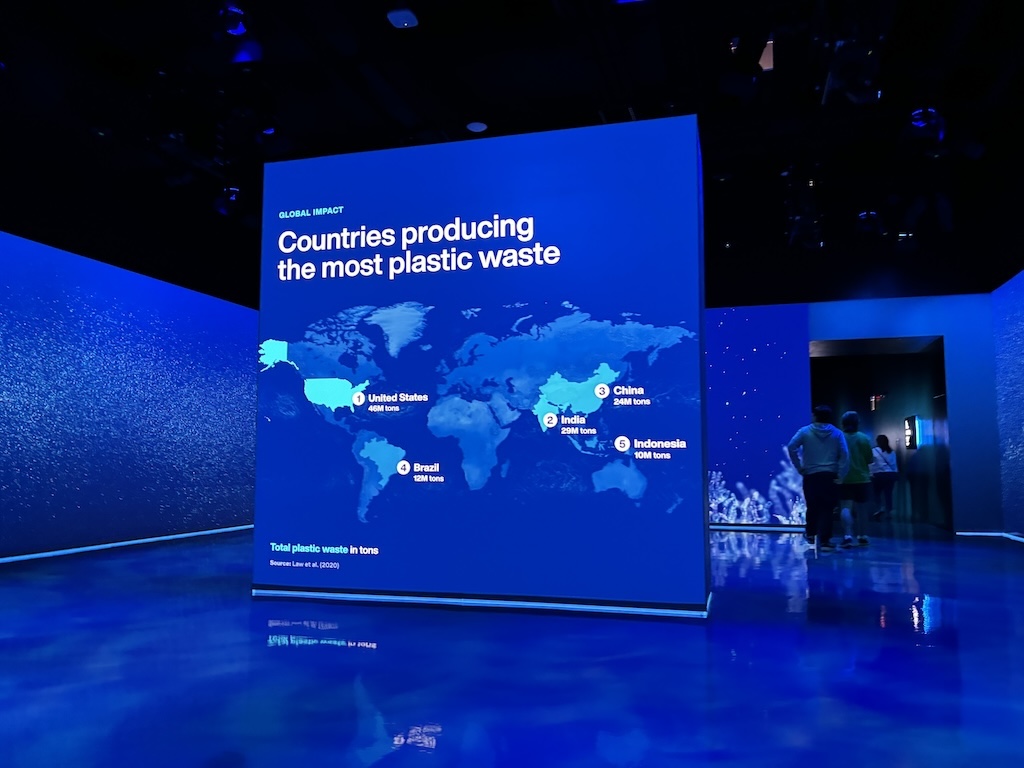 GLOBAL IMPACT
Countries producing
the most plastic waste
1 United States
46M tons
3 China
24M tons
2 India
29M tons
5 Indonesia
10M tons
4 Brazil
12M tons
Total plastic waste in tons
Source: Law et al. (2020)